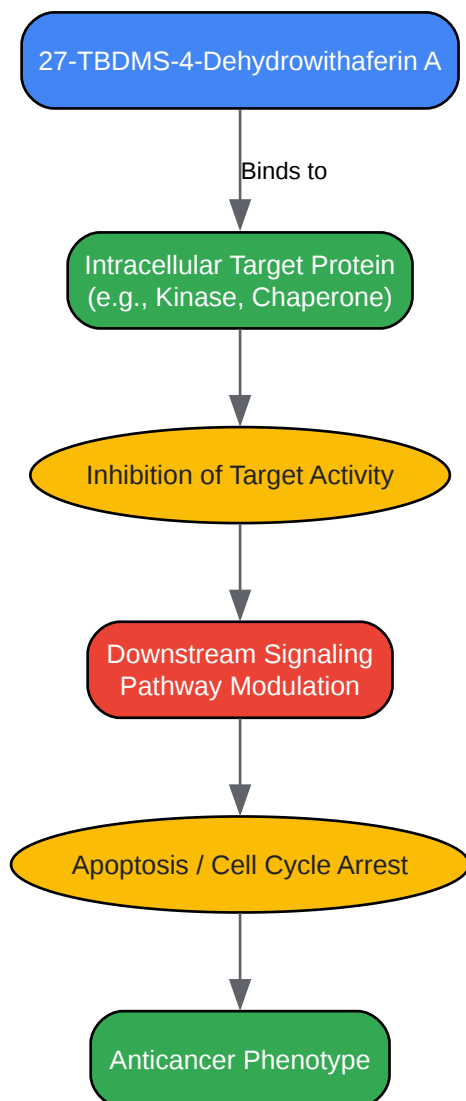 27-TBDMS-4-Dehydrowithaferin A
Binds to
Intracellular Target Protein
(e.g., Kinase, Chaperone)
Inhibition of Target Activity
Downstream Signaling
Pathway Modulation
Apoptosis / Cell Cycle Arrest
Anticancer Phenotype